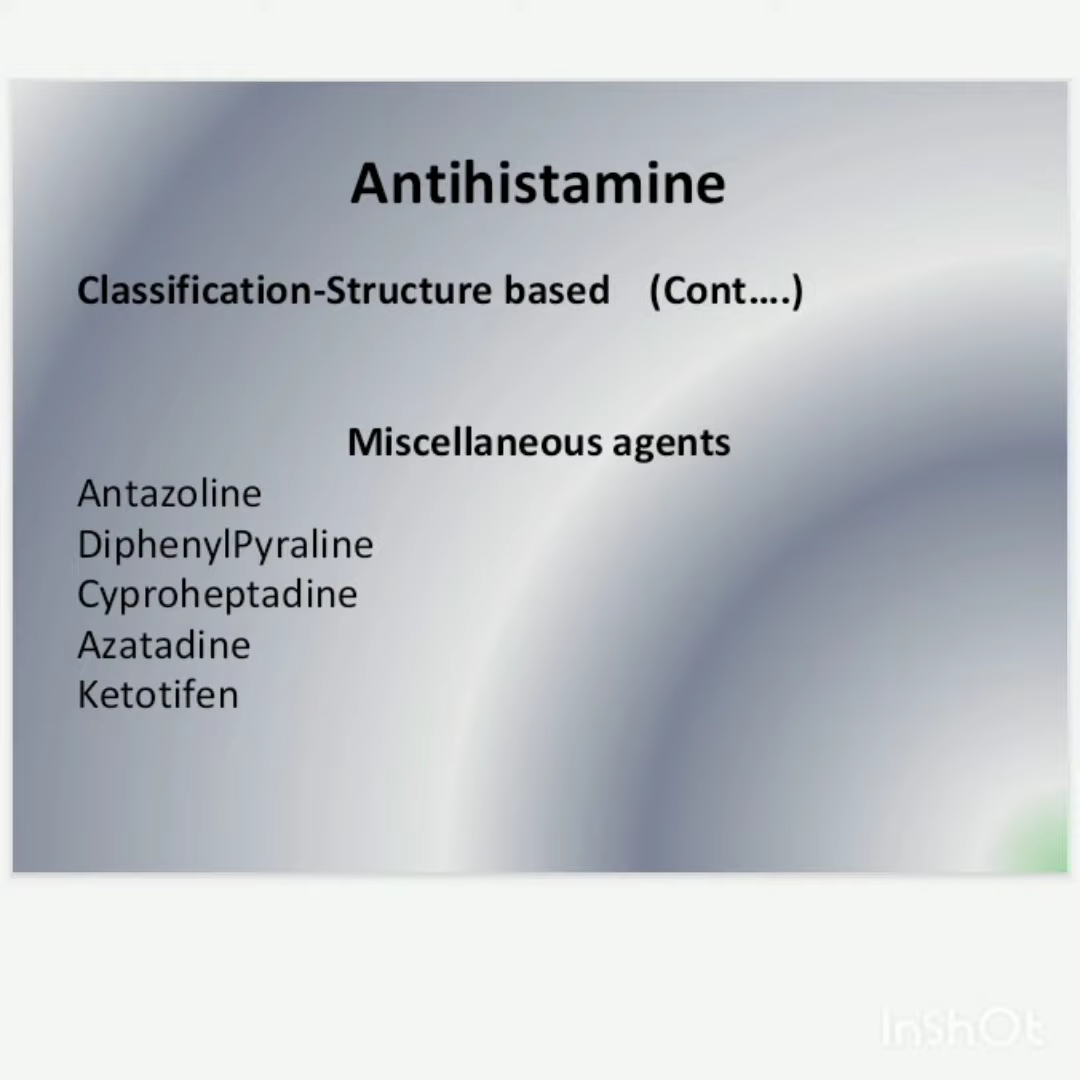 Antihistamine
Classification-Structure based (Cont....)
Miscellaneous agents
Antazoline
DiphenylPyraline
Cyproheptadine
Azatadine
Ketotifen
InShOt